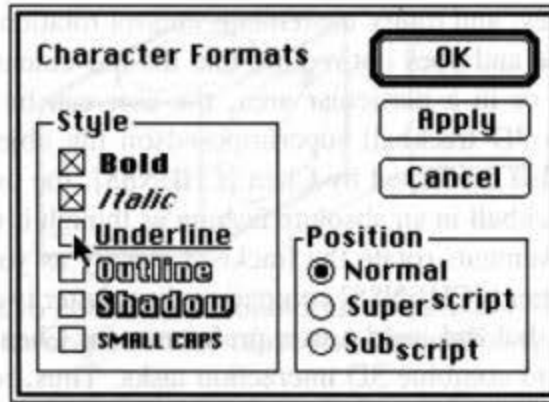 Character Formats
OK
Apply
Cancel
Style
Bold
Italic
Underline
Outline
Shadow
SMALL CAPS
Position
Normal
Superscript
Subscript